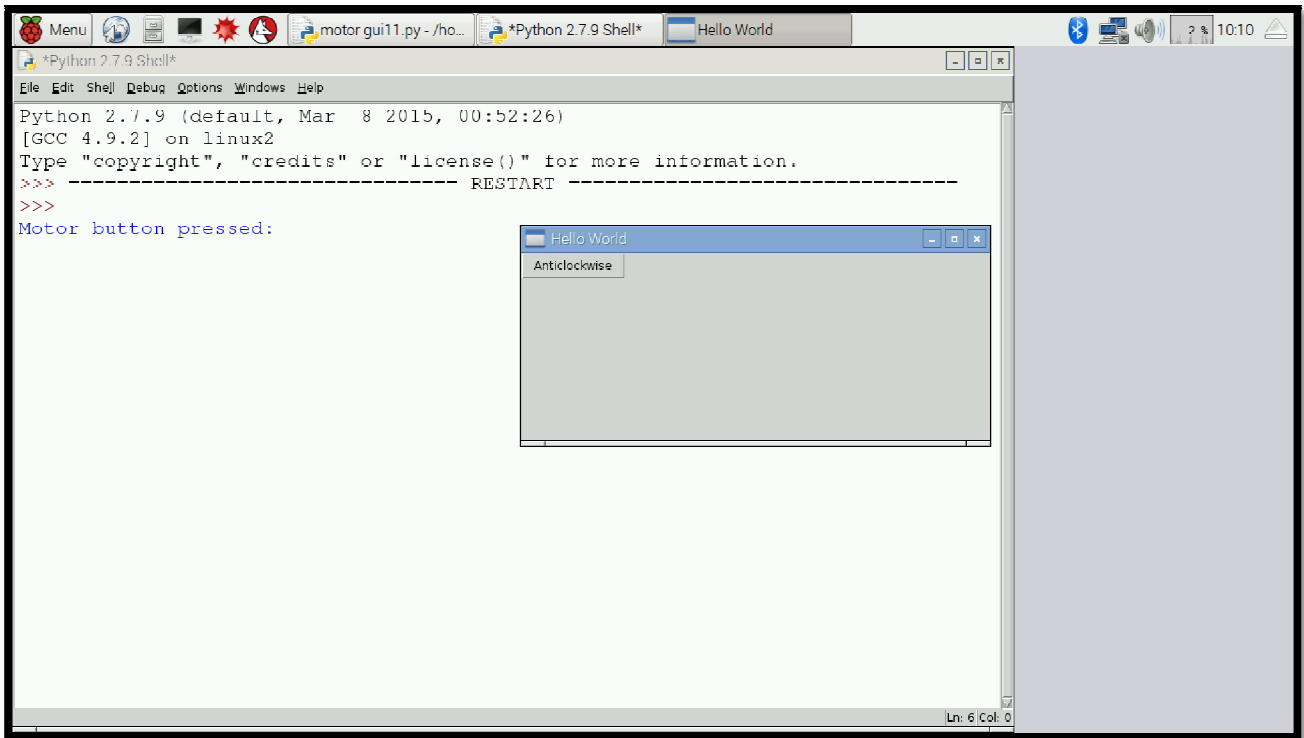 Menu motor gui11.py - /ho... *Python 2.7.9 Shell* Hello World ? % 10:10
*Python 2.7.9 Shell*
File Edit Shell Debug Options Windows Help
Python 2.7.9 (default, Mar 8 2015, 00:52:26)
[GCC 4.9.2] on linux2
Type "copyright", "credits" or "license()" for more information.
>>> -------------------------------- RESTART --------------------------------
>>>
Motor button pressed:
Hello World
Anticlockwise
Ln: 6 Col: 0